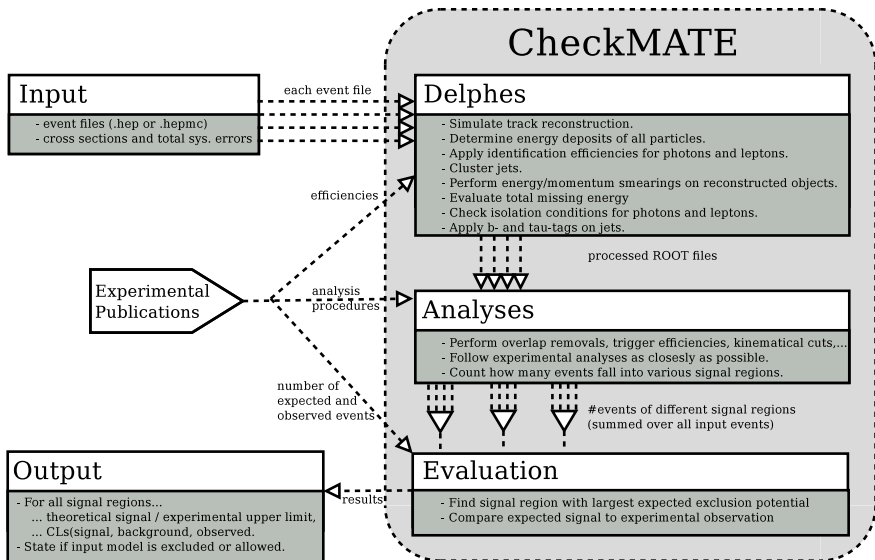 CheckMATE
Input
- event files (.hep or .hepmc)
- cross sections and total sys. errors
each event file
Delphes
- Simulate track reconstruction.
- Determine energy deposits of all particles.
- Apply identification efficiencies for photons and leptons.
- Cluster jets.
- Perform energy/momentum smearings on reconstructed objects.
- Evaluate total missing energy
- Check isolation conditions for photons and leptons.
- Apply b- and tau-tags on jets.
efficiencies
processed ROOT files
Experimental
Publications
analysis
procedures
Analyses
- Perform overlap removals, trigger efficiencies, kinematical cuts,...
- Follow experimental analyses as closesly as possible.
- Count how many events fall into various signal regions.
number of
expected and
observed events
#events of different signal regions
(summed over all input events)
Evaluation
- Find signal region with largest expected exclusion potential
- Compare expected signal to experimental observation
results
Output
- For all signal regions...
... theoretical signal / experimental upper limit,
... CLs(signal, background, observed.
- State if input model is excluded or allowed.